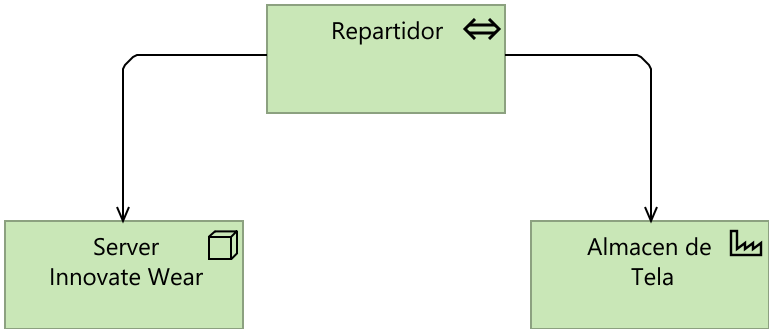 Repartidor
Server
Innovate Wear
Almacen de
Tela